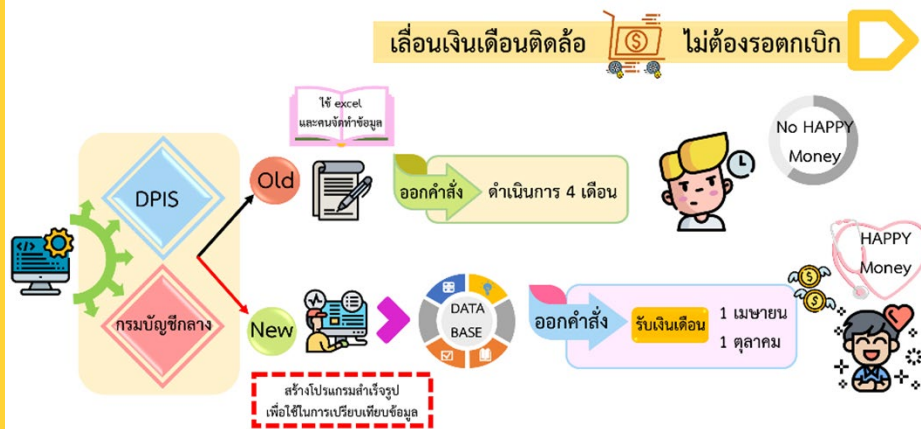 เลื่อนเงินเดือนติดล้อ $ ไม่ต้องรอตกเบิก
ใช้ excel
และคนจัดทำข้อมูล
DPIS
Old
ออกคำสั่ง
ดำเนินการ 4 เดือน
No HAPPY
Money
กรมบัญชีกลาง
New
DATA
BASE
ออกคำสั่ง
รับเงินเดือน
1 เมษายน
1 ตุลาคม
HAPPY
Money
$
$
สร้างโปรแกรมสำเร็จรูป
เพื่อใช้ในการเปรียบเทียบข้อมูล